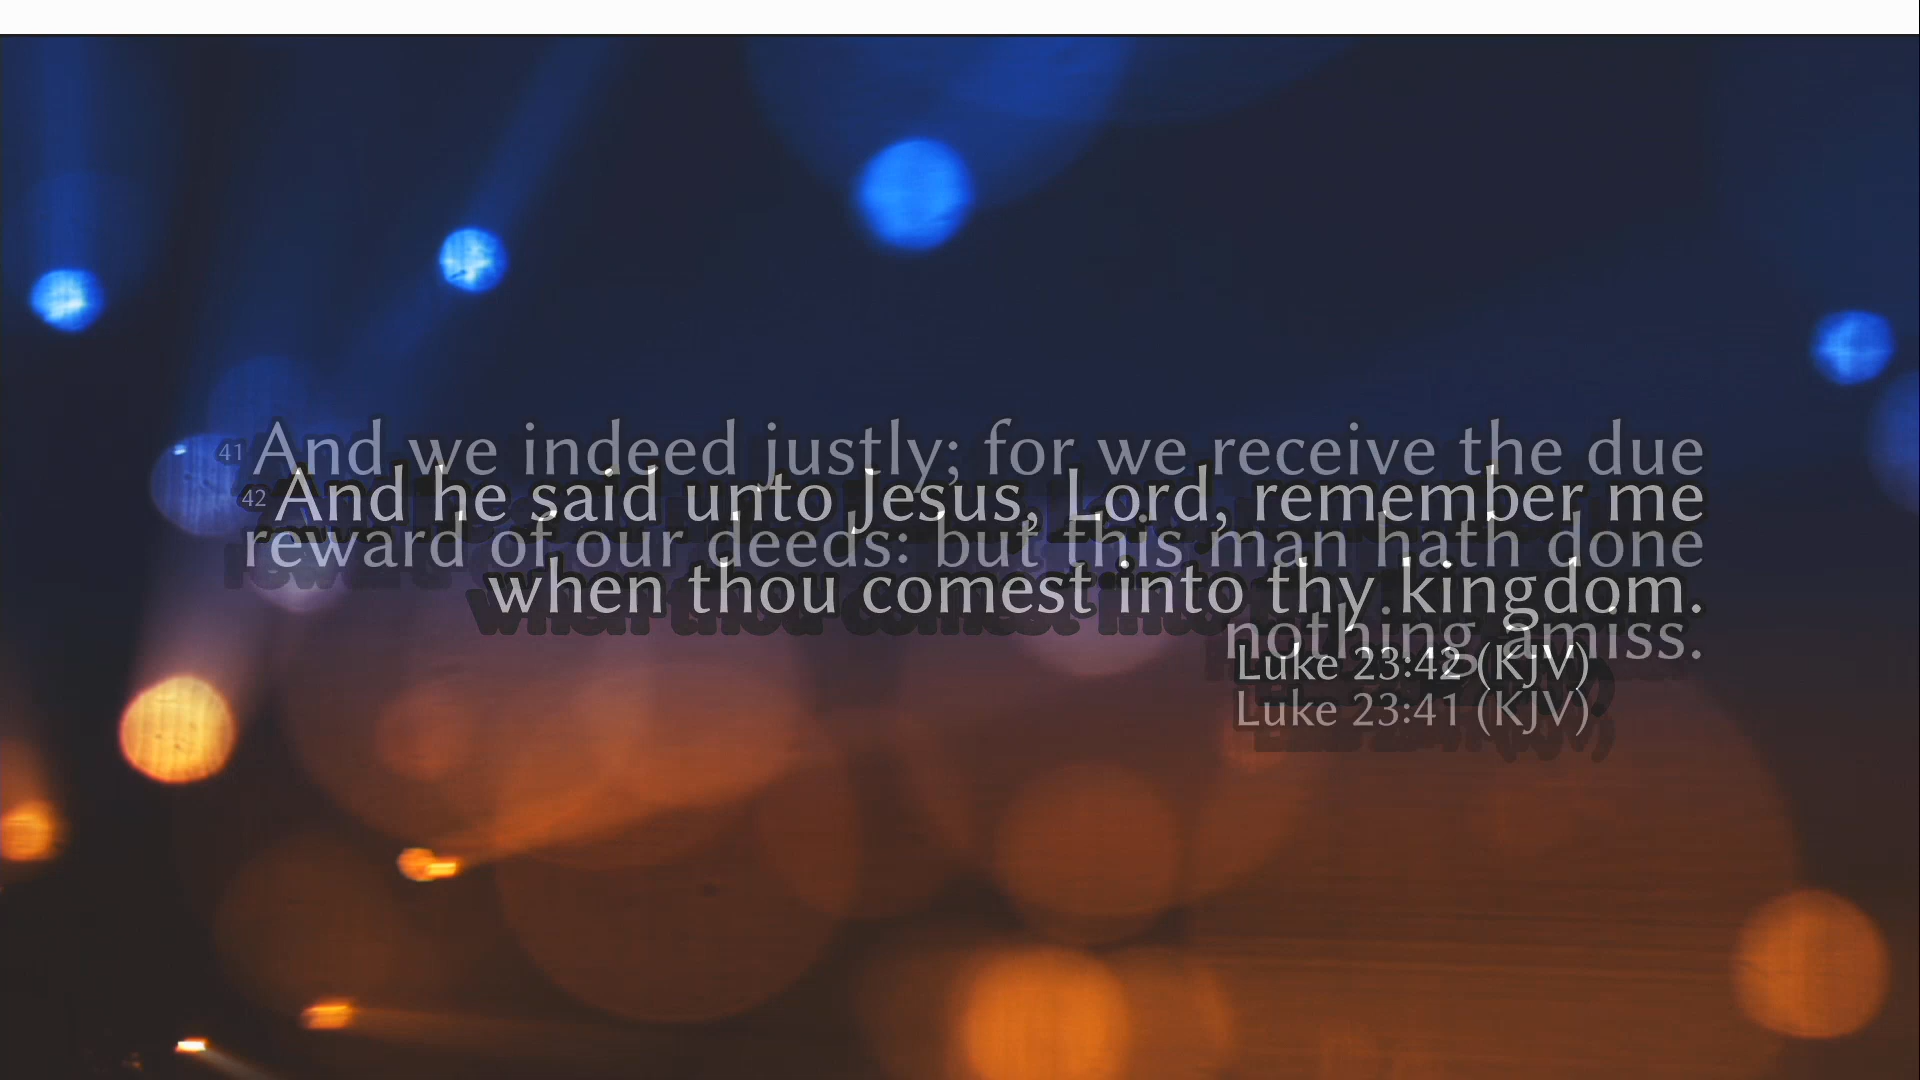 41 And we indeed justly; for we receive the due
reward of our deeds: but this man hath done
nothing amiss.
Luke 23:41 (KJV)
42 And he said unto Jesus, Lord, remember me
when thou comest into thy kingdom.
Luke 23:42 (KJV)